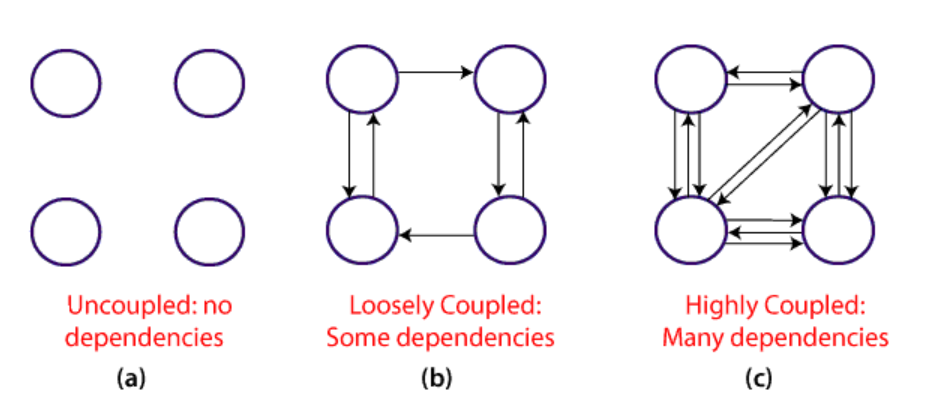 Uncoupled: no
dependencies
(a)
Loosely Coupled:
Some dependencies
(b)
Highly Coupled:
Many dependencies
(c)